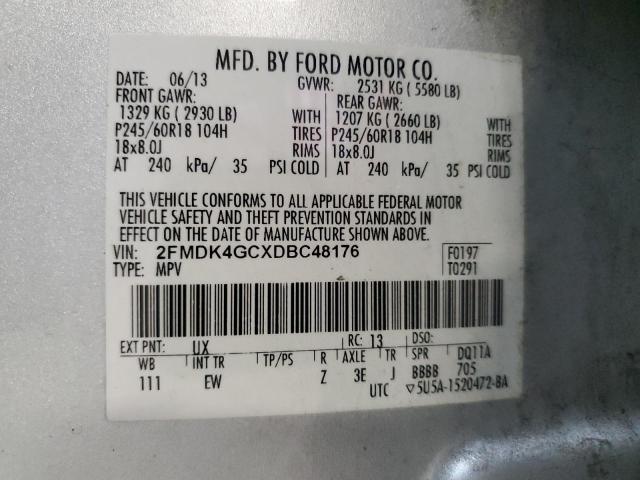 MFD. BY FORD MOTOR CO.
DATE: 06/13 GVWR: 2531 KG ( 5580 LB)
FRONT GAWR: REAR GAWR:
1329 KG ( 2930 LB) WITH 1207 KG ( 2660 LB) WITH
P245/60R18 104H TIRES P245/60R18 104H TIRES
18x8.0J RIMS 18x8.0J RIMS
AT 240 kPa/ 35 PSI COLD AT 240 kPa/ 35 PSI COLD
THIS VEHICLE CONFORMS TO ALL APPLICABLE FEDERAL MOTOR
VEHICLE SAFETY AND THEFT PREVENTION STANDARDS IN
EFFECT ON THE DATE OF MANUFACTURE SHOWN ABOVE.
VIN: 2FMDK4GCXDBC48176 F0197
TYPE: MPV T0291
EXT PNT: UX RC: 13 DSO:
WB INT TR TP/PS R AXLE TR SPR DQ11A
111 EW Z 3E J BBBB 705
UTC ▽5U5A-1520472-BA